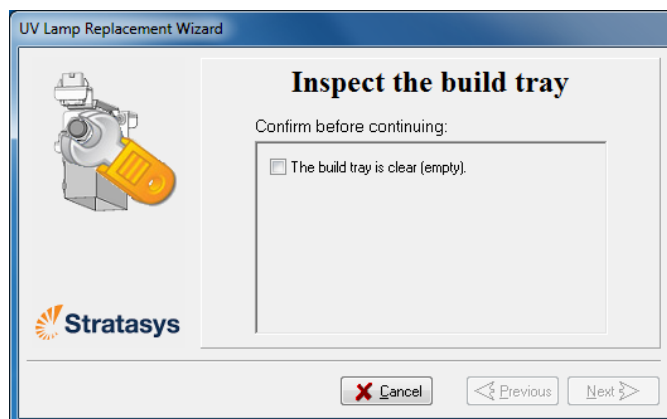 UV Lamp Replacement Wizard
Inspect the build tray
Confirm before continuing:
The build tray is clear (empty).
Stratasys
Cancel
Previous
Next